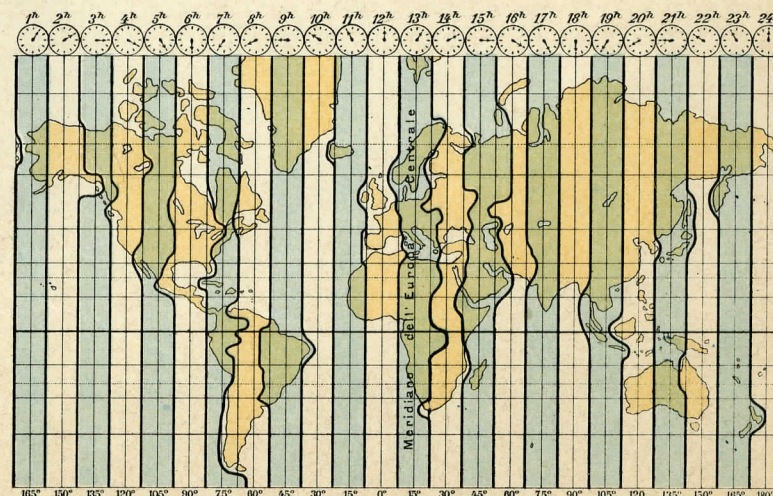 1h 2h 3h 4h 5h 6h 7h 8h 9h 10h 11h 12h 13h 14h 15h 16h 17h 18h 19h 20h 21h 22h 23h 24
Meridiano dell' Europa Centrale
165° 150° 135° 120° 105° 90° 75° 60° 45° 30° 15° 0° 15° 30° 45° 60° 75° 90° 105° 120 135° 150° 165° 180